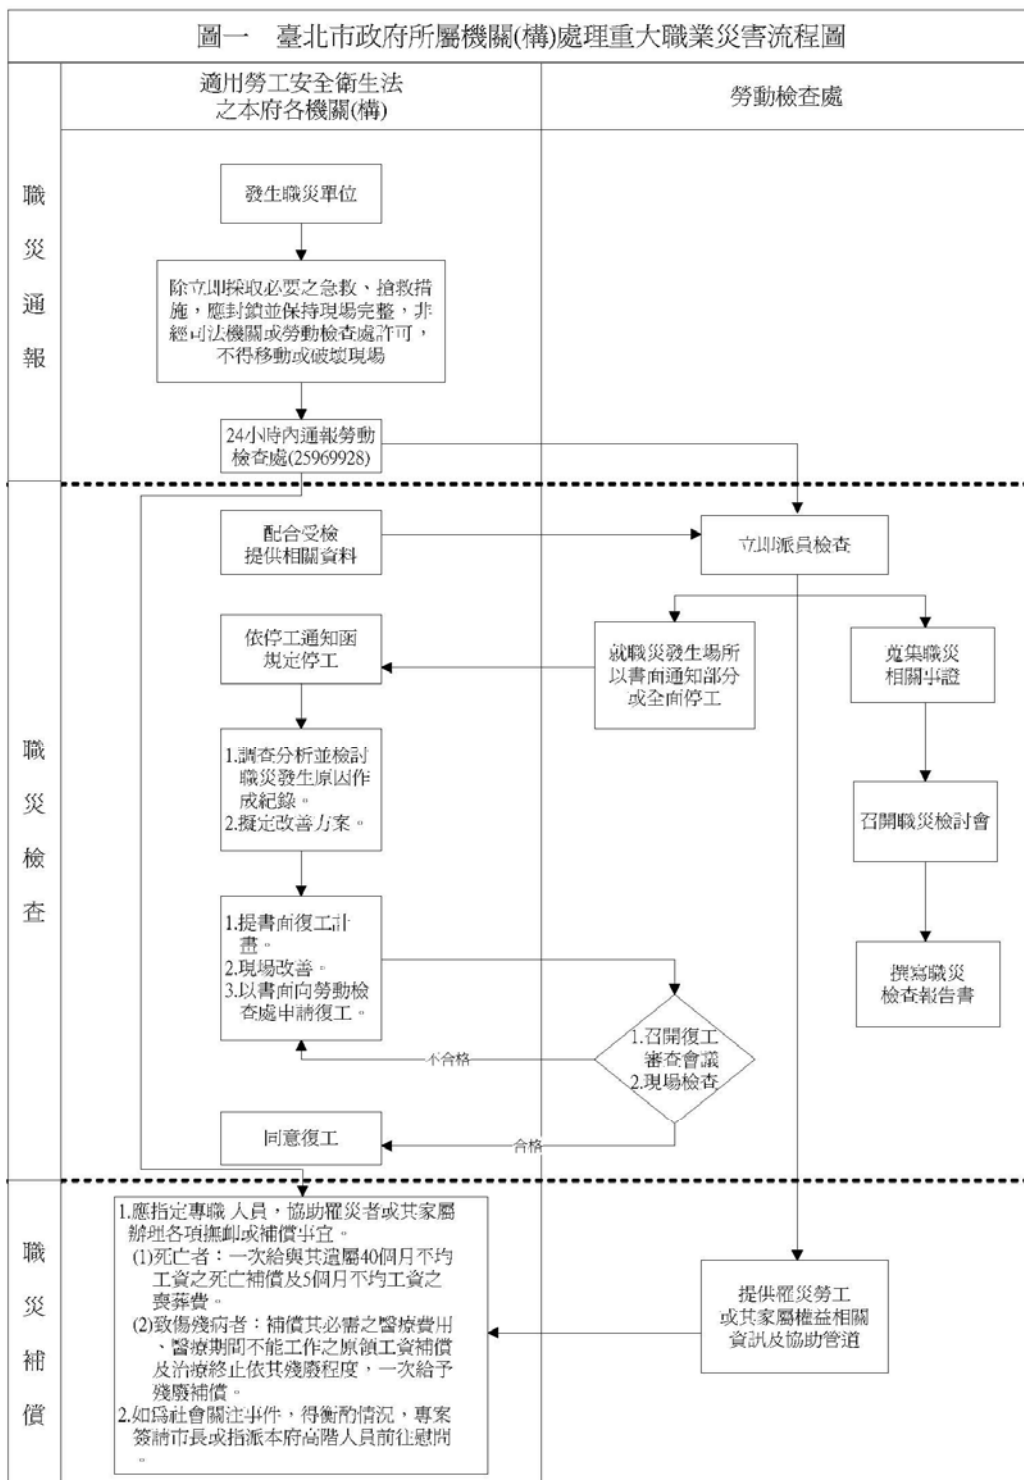 圖一　臺北市政府所屬機關(構)處理重大職業災害流程圖
適用勞工安全衛生法
之本府各機關(構)
勞動檢查處
職災通報
發生職災單位
除立即採取必要之急救、搶救措
施，應封鎖並保持現場完整，非
經司法機關或勞動檢查處許可，
不得移動或破壞現場
24小時內通報勞動
檢查處(25969928)
職災檢查
配合受檢
提供相關資料
立即派員檢查
依停工通知函
規定停工
就職災發生場所
以書面通知部分
或全面停工
蒐集職災
相關事證
1.調查分析並檢討
職災發生原因作
成紀錄。
2.擬定改善方案。
召開職災檢討會
1.提書面復工計
畫。
2.現場改善。
3.以書面向勞動檢
查處申請復工。
撰寫職災
檢查報告書
1.召開復工
審查會議
2.現場檢查
不合格
同意復工
合格
職災補償
1.應指定專職人員，協助罹災者或其家屬
辦理各項撫卹或補償事宜。
(1)死亡者：一次給與其遺屬40個月平均
工資之死亡補償及5個月平均工資之
喪葬費。
(2)致傷殘病者：補償其必需之醫療費用
、醫療期間不能工作之原領工資補償
及治療終止依其殘廢程度，一次給予
殘廢補償。
2.如為社會關注事件，得衡酌情況，專案
簽請市長或指派本府高階人員前往慰問
。
提供罹災勞工
或其家屬權益相關
資訊及協助管道